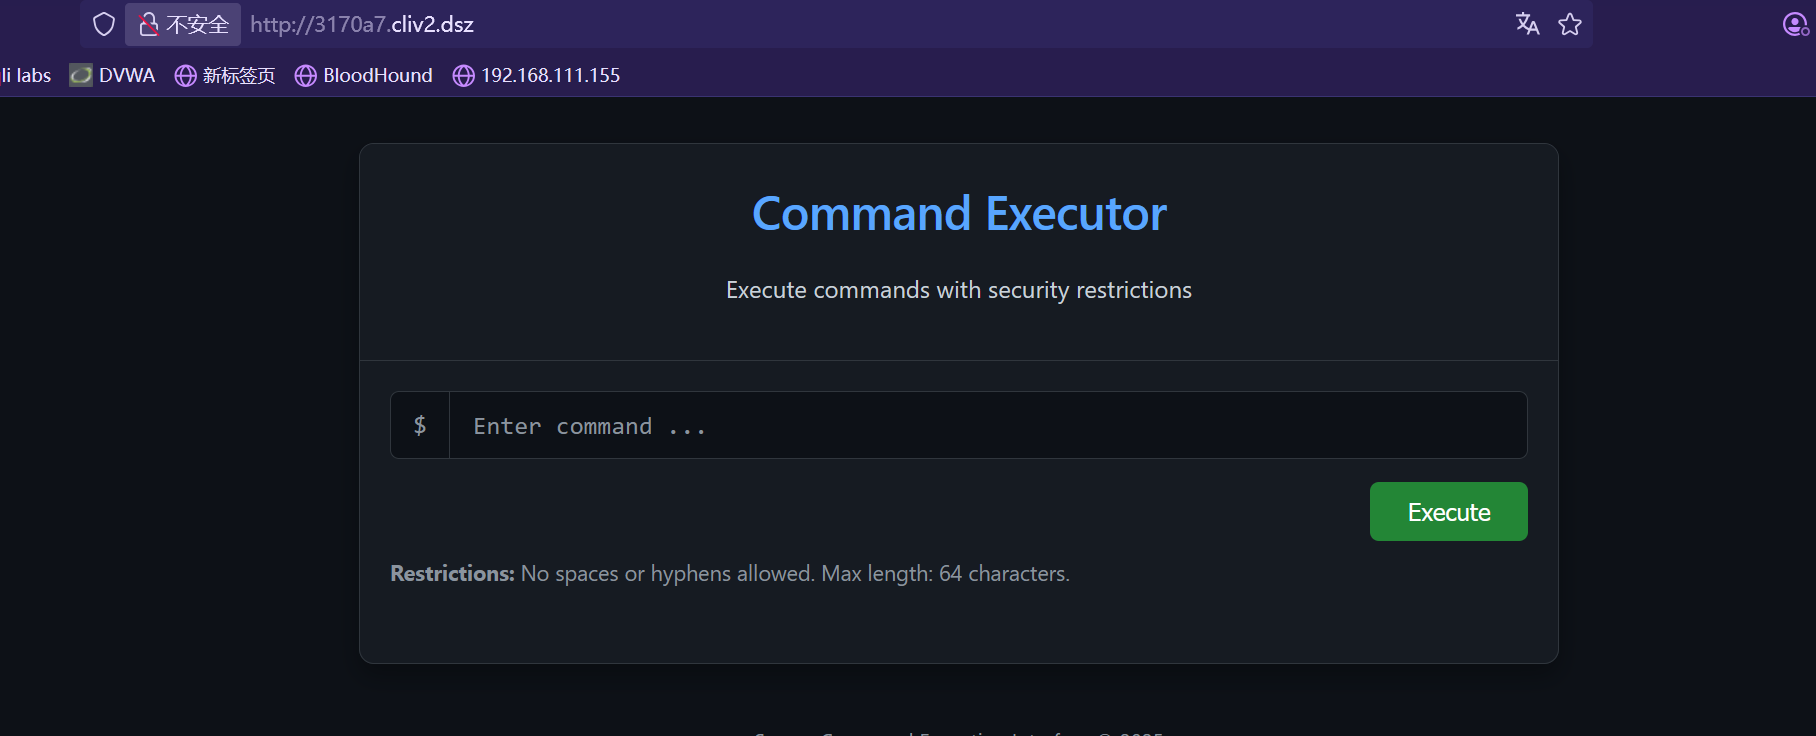 不安全 http://3170a7.cliv2.dsz
li labs DVWA 新标签页 BloodHound 192.168.111.155
Command Executor
Execute commands with security restrictions
$ Enter command ...
Execute
Restrictions: No spaces or hyphens allowed. Max length: 64 characters.